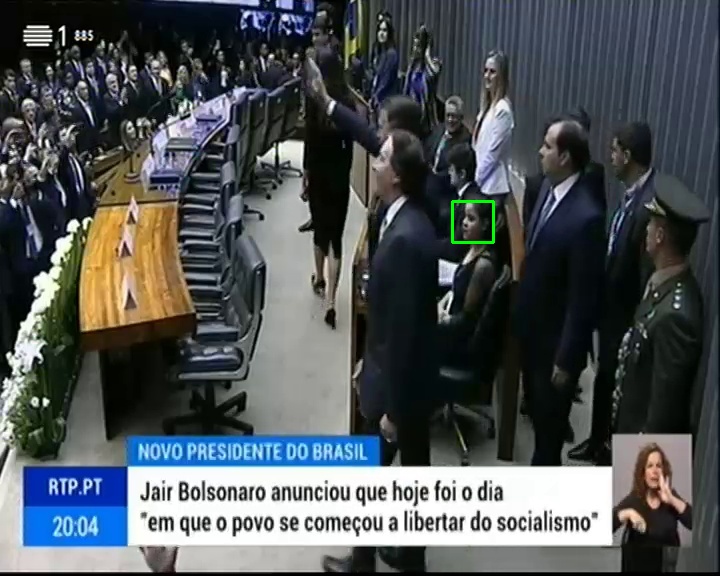 1 885
NOVO PRESIDENTE DO BRASIL
RTP.PT
20:04
Jair Bolsonaro anunciou que hoje foi o dia
"em que o povo se começou a libertar do socialismo"